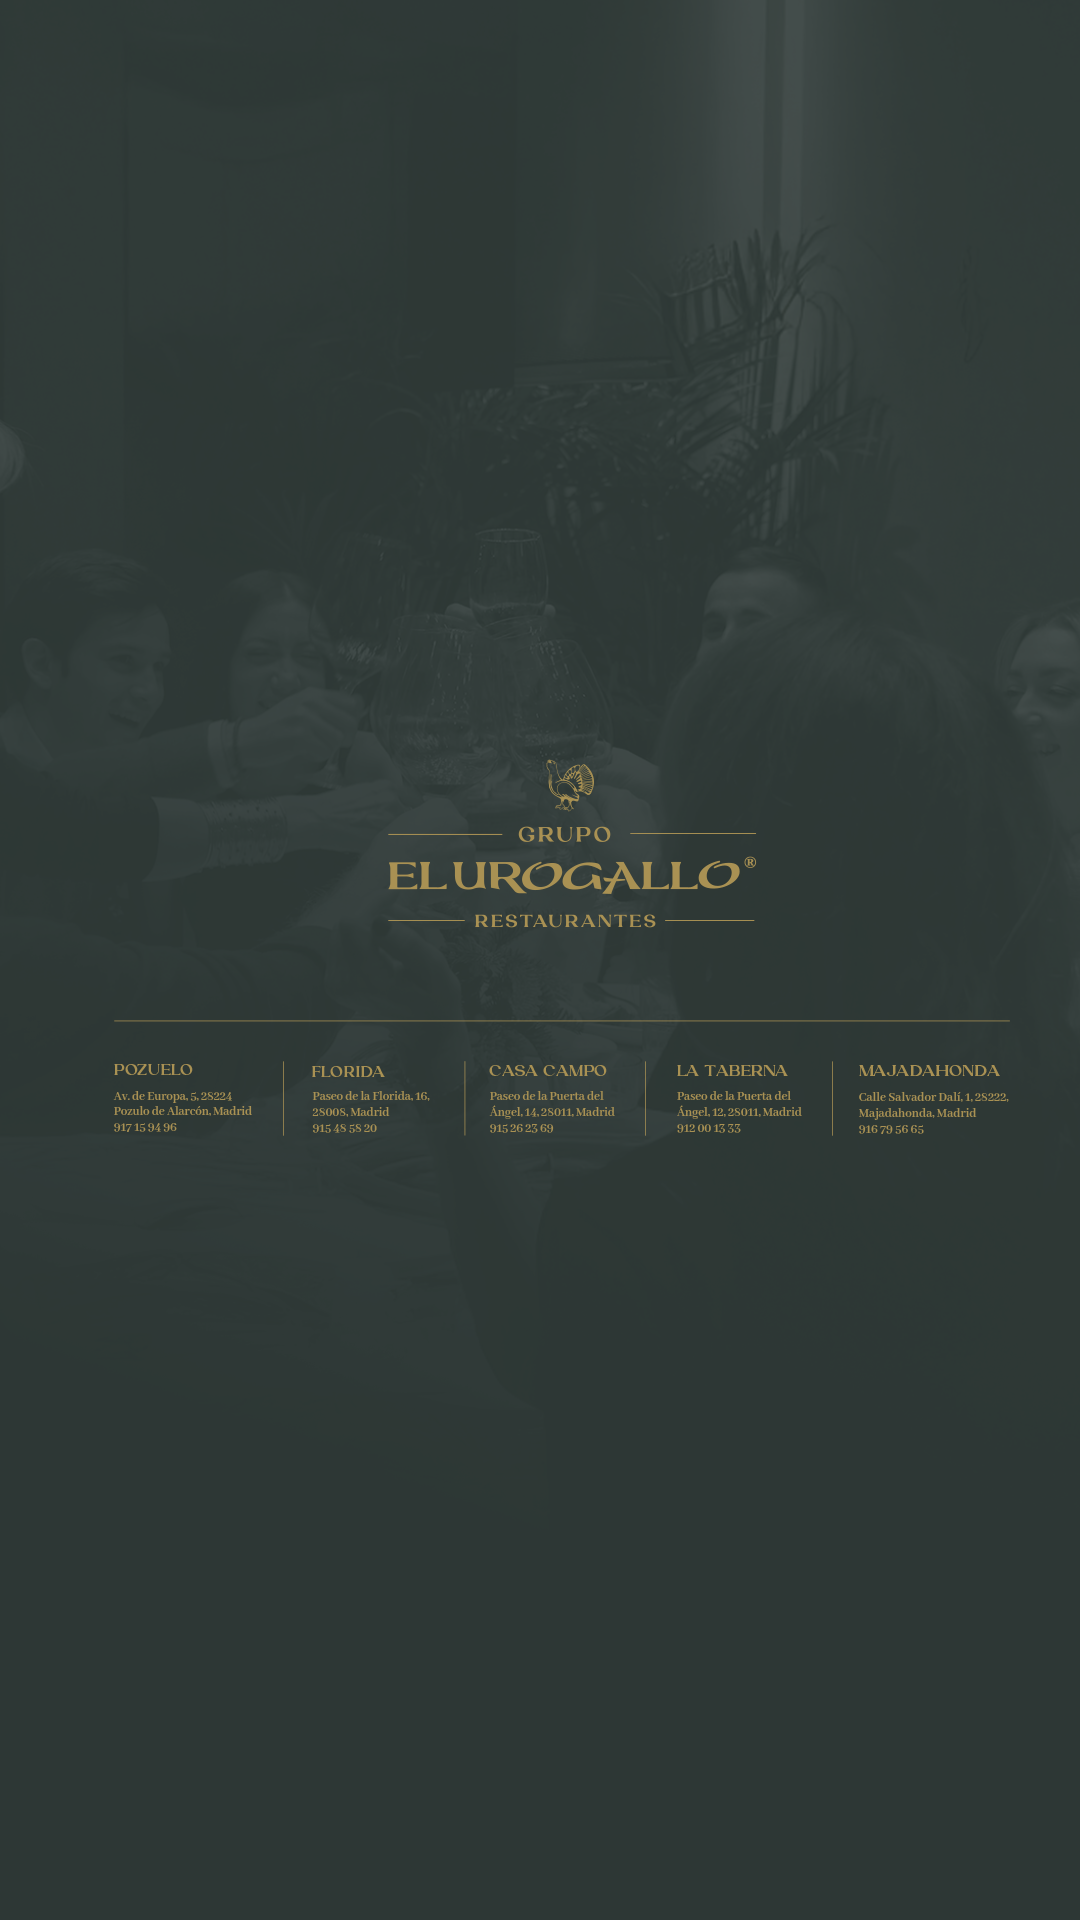 GRUPO
EL UROGALLO®
RESTAURANTES
POZUELO
Av. de Europa, 5, 28224
Pozulo de Alarcón, Madrid
917 15 94 96
FLORIDA
Paseo de la Florida, 16,
28008, Madrid
915 48 58 20
CASA CAMPO
Paseo de la Puerta del
Ángel, 14, 28011, Madrid
915 26 23 69
LA TABERNA
Paseo de la Puerta del
Ángel, 12, 28011, Madrid
912 00 13 33
MAJADAHONDA
Calle Salvador Dalí, 1, 28222,
Majadahonda, Madrid
916 79 56 65